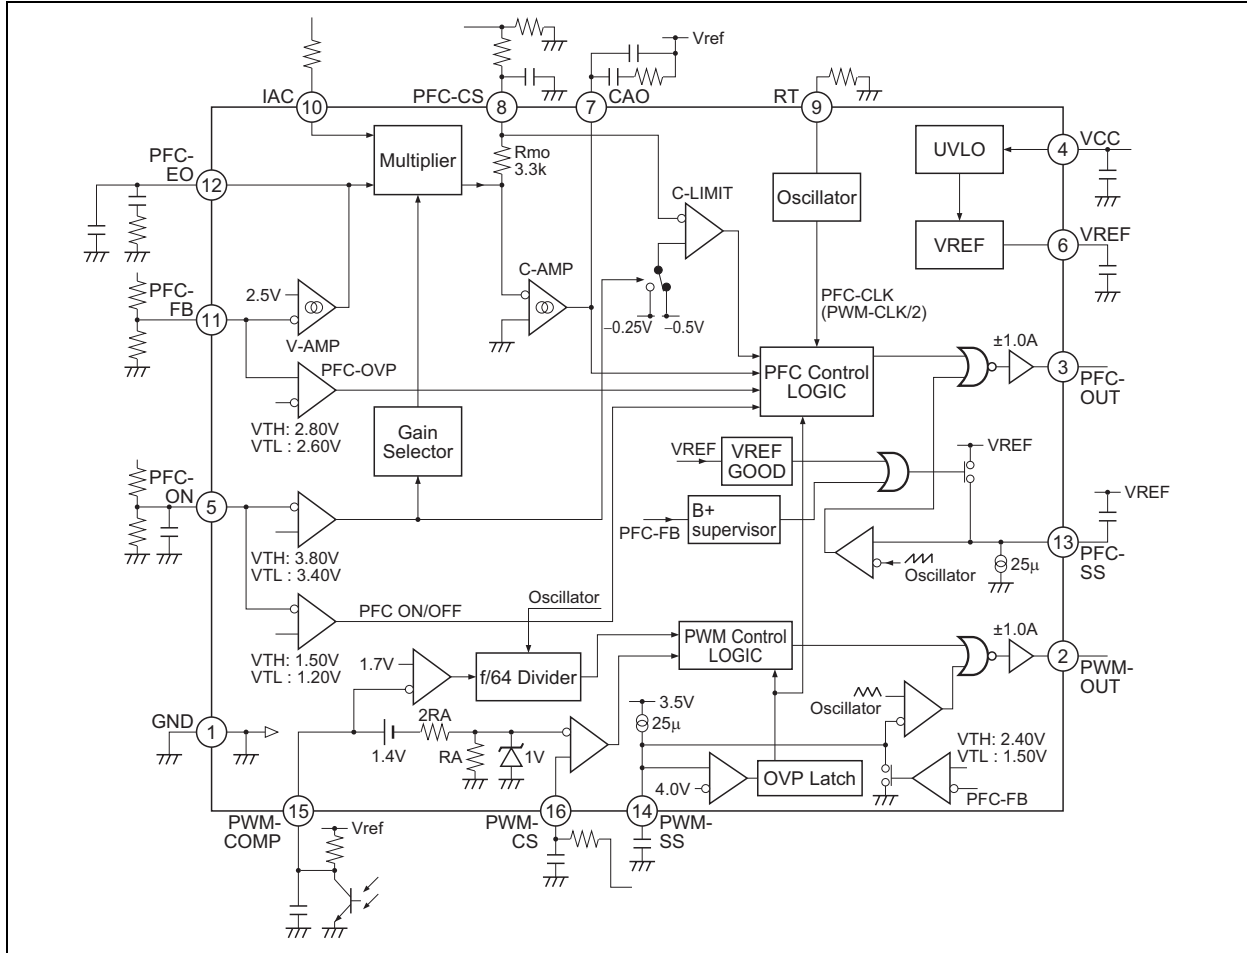 Vref
IAC
10
PFC-CS
8
7
CAO
RT
9
PFC-
EO
12
Multiplier
Rmo
3.3k
UVLO
4
VCC
C-LIMIT
Oscillator
VREF
6
VREF
PFC-
FB
11
2.5V
V-AMP
C-AMP
−0.25V
−0.5V
PFC-CLK
(PWM-CLK/2)
PFC-OVP
VTH: 2.80V
VTL : 2.60V
Gain
Selector
PFC Control
LOGIC
±1.0A
3
PFC-
OUT
VREF
VREF
GOOD
VREF
VREF
PFC-
ON
5
PFC-FB
B+
supervisor
VTH: 3.80V
VTL : 3.40V
Oscillator
25µ
13
PFC-
SS
Oscillator
PFC ON/OFF
VTH: 1.50V
VTL : 1.20V
1.7V
f/64 Divider
PWM Control
LOGIC
±1.0A
2
PWM-
OUT
GND
1
1.4V
2RA
RA
1V
3.5V
25µ
Oscillator
VTH: 2.40V
VTL : 1.50V
4.0V
OVP Latch
PFC-FB
15
PWM-
COMP
16
PWM-
CS
14
PWM-
SS
Vref